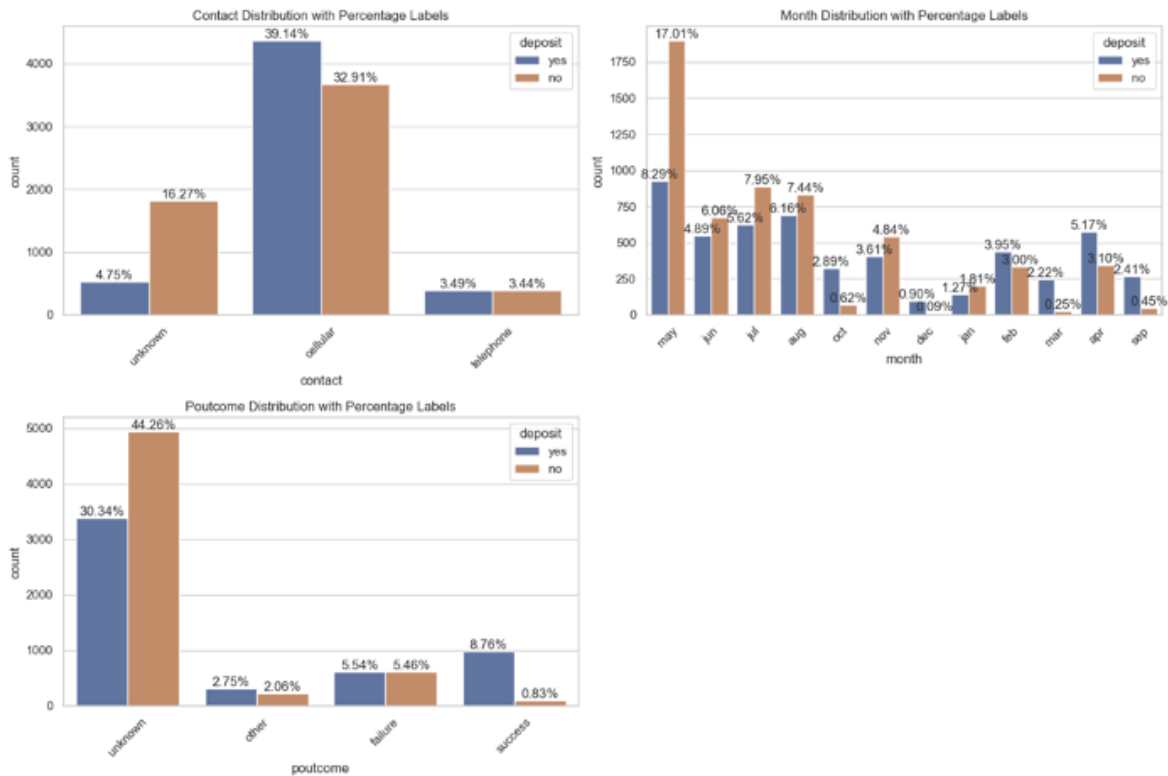 Contact Distribution with Percentage Labels
39.14%
32.91%
16.27%
4.75%
3.49%
3.44%
deposit
yes
no
4000
3000
2000
1000
0
count
unknown
cellular
telephone
contact
Month Distribution with Percentage Labels
17.01%
8.29%
4.89%
6.06%
5.62%
7.95%
6.16%
7.44%
2.89%
0.62%
3.61%
4.84%
0.90%
0.09%
1.27%
1.81%
3.95%
3.00%
2.22%
0.25%
5.17%
3.10%
2.41%
0.45%
deposit
yes
no
1750
1500
1250
1000
750
500
250
0
count
may
jun
jul
aug
oct
nov
dec
jan
feb
mar
apr
sep
month
Poutcome Distribution with Percentage Labels
44.26%
30.34%
2.75%
2.06%
5.54%
5.46%
8.76%
0.83%
deposit
yes
no
5000
4000
3000
2000
1000
0
count
unknown
other
failure
success
poutcome